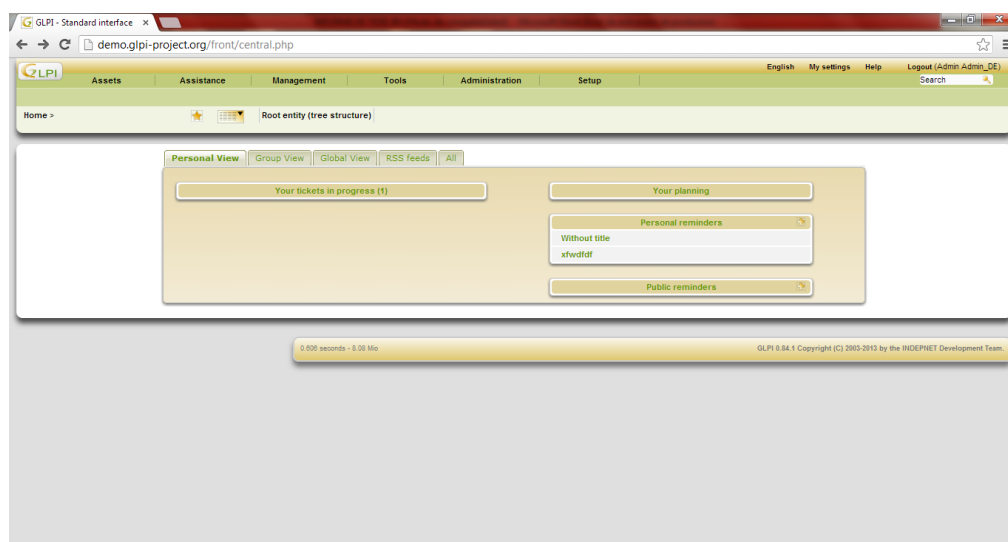 GLPI - Standard interface
demo.glpi-project.org/front/central.php
GLPI
English My settings Help Logout (Admin Admin_DE)
Assets Assistance Management Tools Administration Setup
Search
Home > Root entity (tree structure)
Personal View Group View Global View RSS feeds All
Your tickets in progress (1) Your planning
Personal reminders
Without title
xfwdfdf
Public reminders
0.606 seconds - 8.08 Mio GLPI 0.84.1 Copyright (C) 2003-2013 by the INDEPNET Development Team.